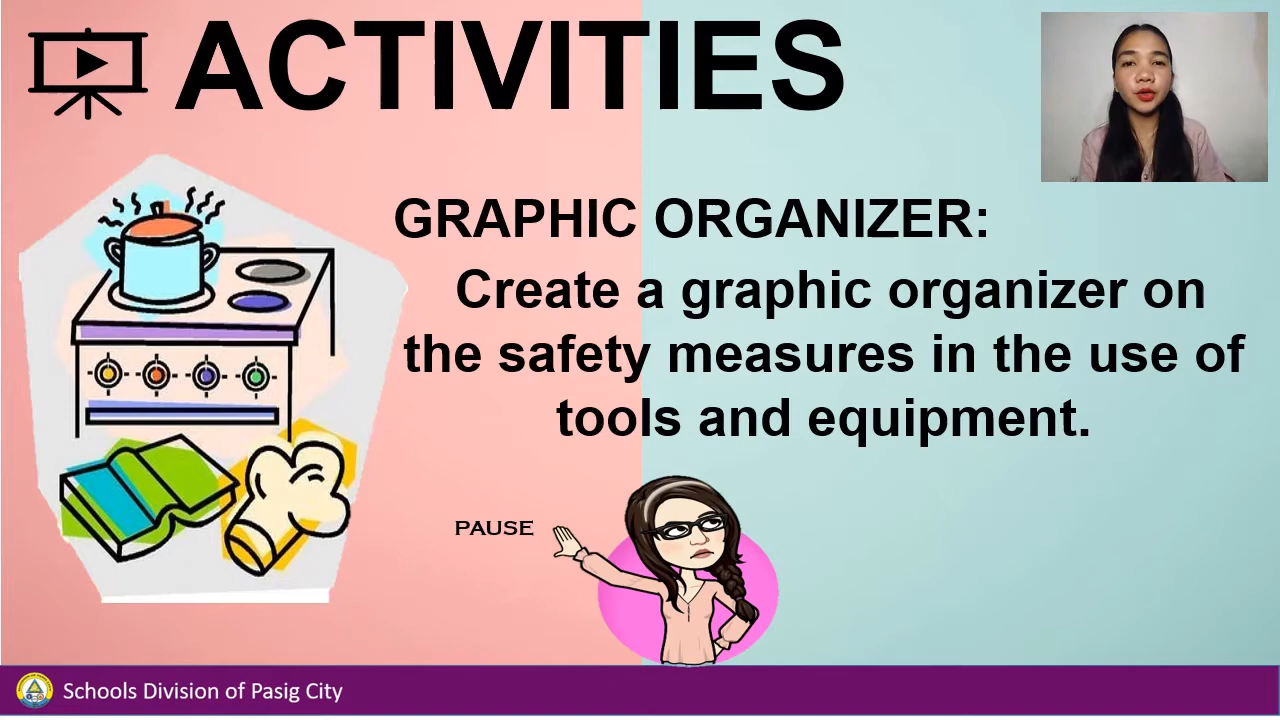 ACTIVITIES
GRAPHIC ORGANIZER:
Create a graphic organizer on
the safety measures in the use of
tools and equipment.
PAUSE
Schools Division of Pasig City